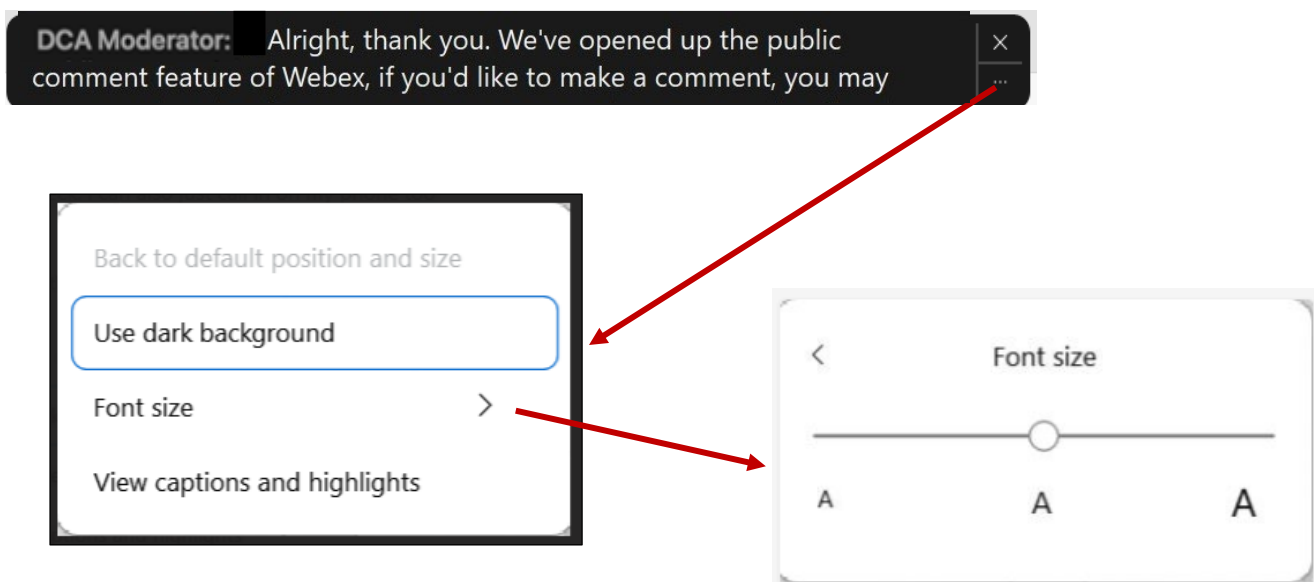 DCA Moderator: Alright, thank you. We've opened up the public
comment feature of Webex, if you'd like to make a comment, you may
Back to default position and size
Use dark background
Font size
View captions and highlights
Font size
A A A